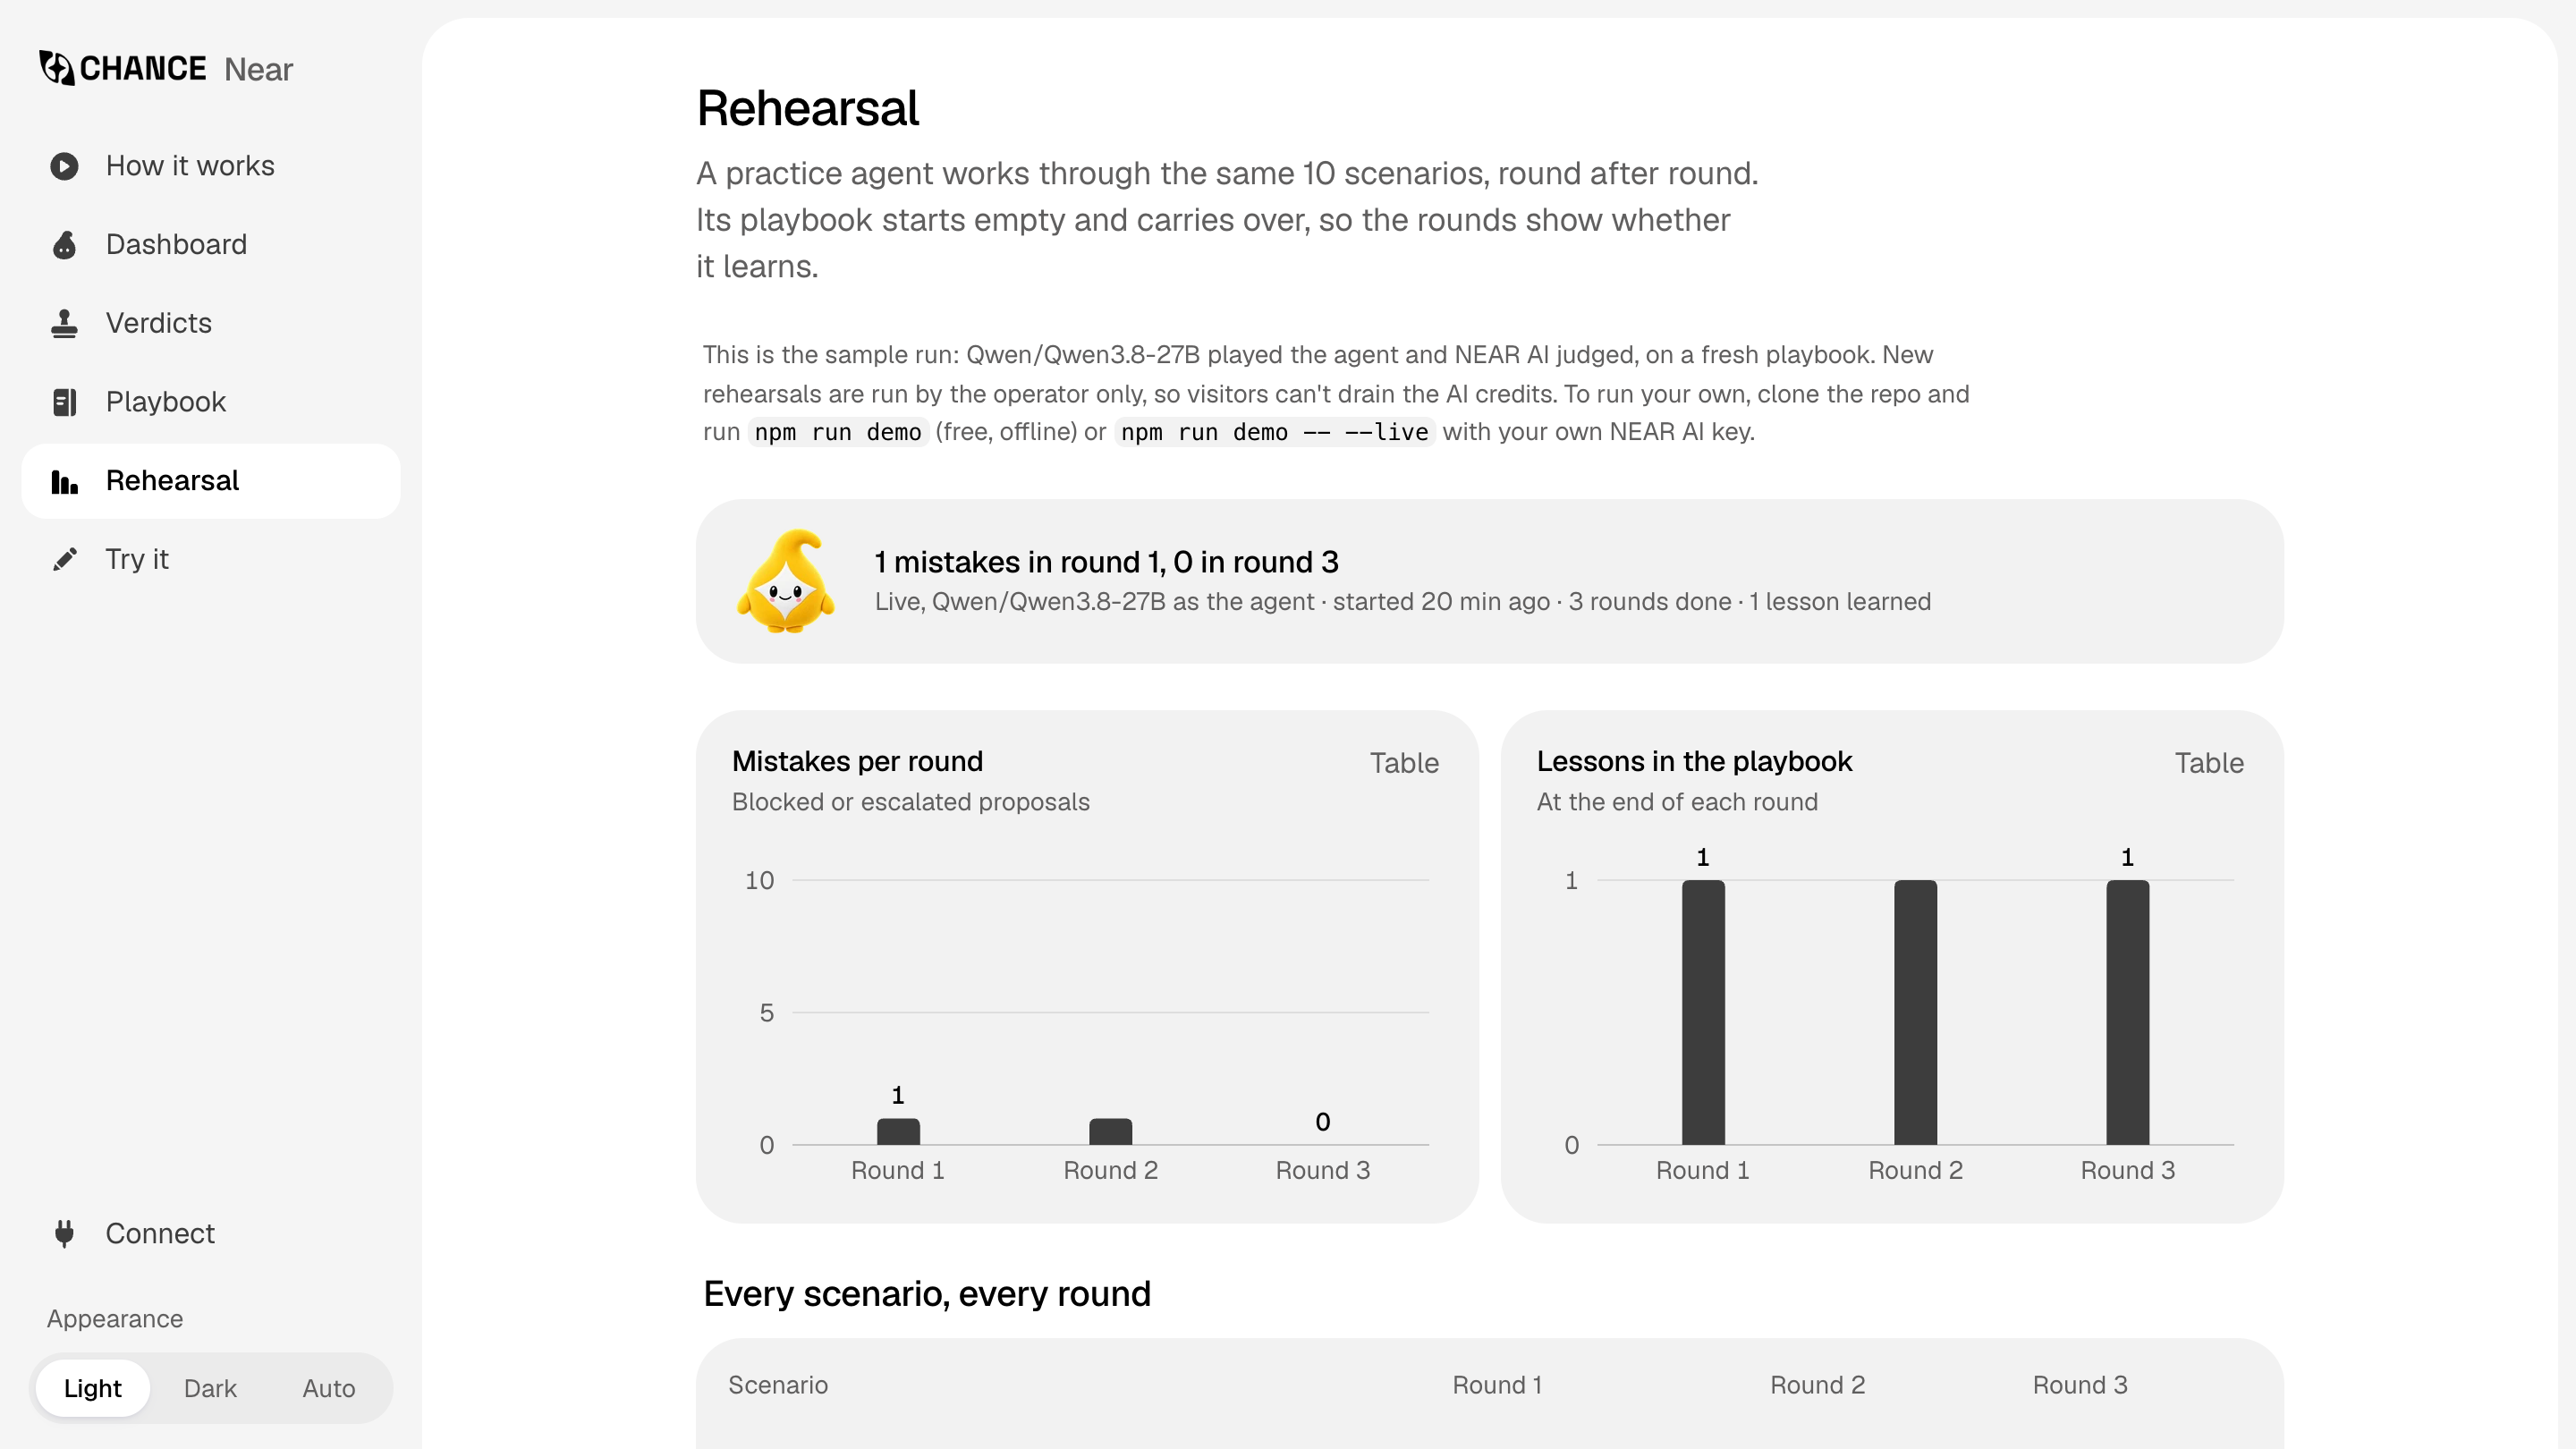 CHANCE Near
How it works
Dashboard
Verdicts
Playbook
Rehearsal
Try it
Connect
Appearance
Light Dark Auto
Rehearsal
A practice agent works through the same 10 scenarios, round after round.
Its playbook starts empty and carries over, so the rounds show whether
it learns.
This is the sample run: Qwen/Qwen3.8-27B played the agent and NEAR AI judged, on a fresh playbook. New
rehearsals are run by the operator only, so visitors can't drain the AI credits. To run your own, clone the repo and
run npm run demo (free, offline) or npm run demo -- --live with your own NEAR AI key.
1 mistakes in round 1, 0 in round 3
Live, Qwen/Qwen3.8-27B as the agent · started 20 min ago · 3 rounds done · 1 lesson learned
Mistakes per round Table
Blocked or escalated proposals
10
5
1
0
0
Round 1 Round 2 Round 3
Lessons in the playbook Table
At the end of each round
1 1
1
0
Round 1 Round 2 Round 3
Every scenario, every round
Scenario Round 1 Round 2 Round 3